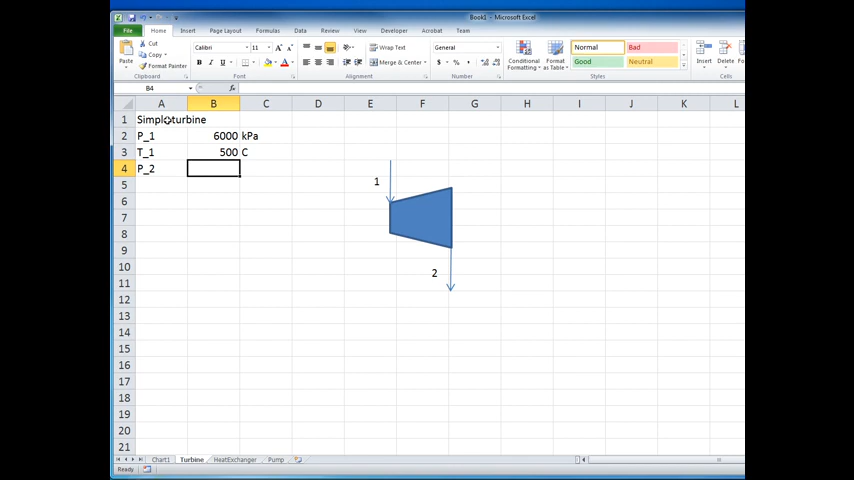 Book1 - Microsoft Excel
File Home Insert Page Layout Formulas Data Review View Developer Acrobat Team
Paste
Cut
Copy
Format Painter
Clipboard
Calibri 11 A A
B I U
Font
Wrap Text
Merge & Center
Alignment
General
$ % ,
Number
Conditional Formatting
Format as Table
Normal Bad
Good Neutral
Styles
Insert Delete
Cells
B4 fx
A B C D E F G H I J K L
1 Simple turbine
2 P_1 6000 kPa
3 T_1 500 C
4 P_2
5
6
7
8
9
10
11
12
13
14
15
16
17
18
19
20
21
1
2
Chart1 Turbine HeatExchanger Pump
Ready